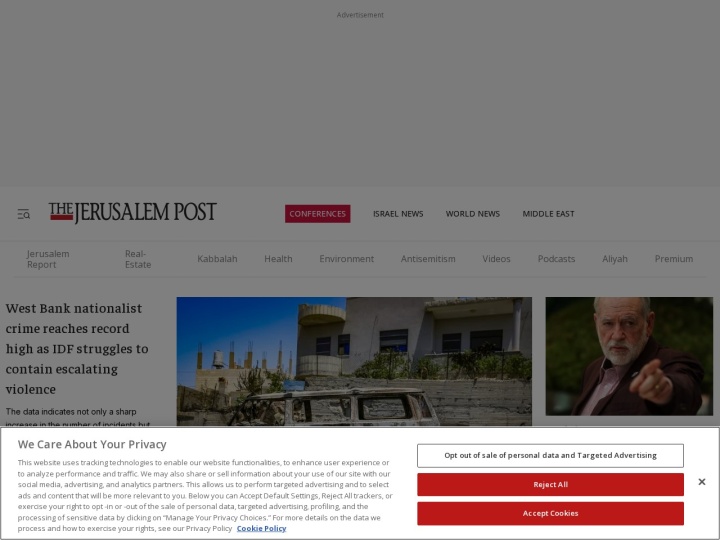 Advertisement
THE JERUSALEM POST
CONFERENCES
ISRAEL NEWS
WORLD NEWS
MIDDLE EAST
Jerusalem
Report
Real-
Estate
Kabbalah
Health
Environment
Antisemitism
Videos
Podcasts
Aliyah
Premium
West Bank nationalist
crime reaches record
high as IDF struggles to
contain escalating
violence
The data indicates not only a sharp
increase in the number of incidents but
We Care About Your Privacy
This website uses tracking technologies to enable our website functionalities, to enhance user experience or
to analyze performance and traffic. We may also share or sell information about your use of our site with our
social media, advertising, and analytics partners. This allows us to perform targeted advertising and to select
ads and content that will be more relevant to you. Below you can Accept Default Settings, Reject All trackers, or
exercise your right to opt -in or -out of the sale of personal data, targeted advertising, profiling, and the
processing of sensitive data by clicking on "Manage Your Privacy Choices." For more details on the data we
process and how to exercise your rights, see our Privacy Policy Cookie Policy
Opt out of sale of personal data and Targeted Advertising
Reject All
Accept Cookies